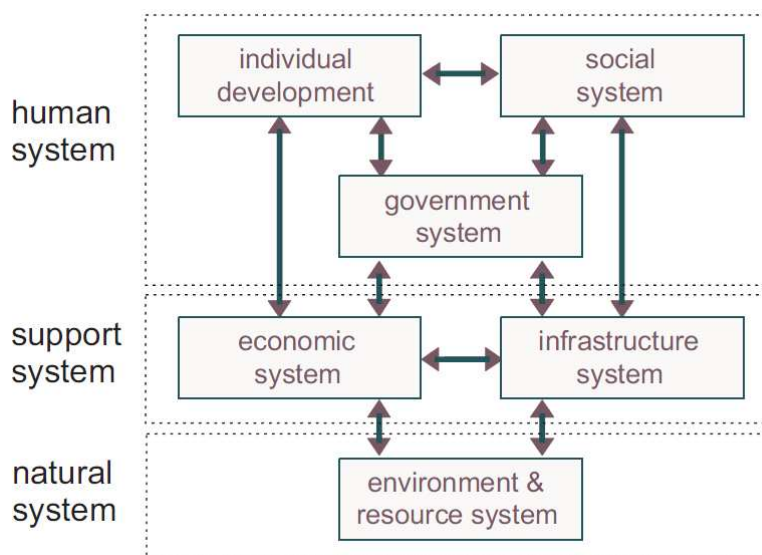 individual
development
social
system
human
system
government
system
support
system
economic
system
infrastructure
system
natural
system
environment &
resource system